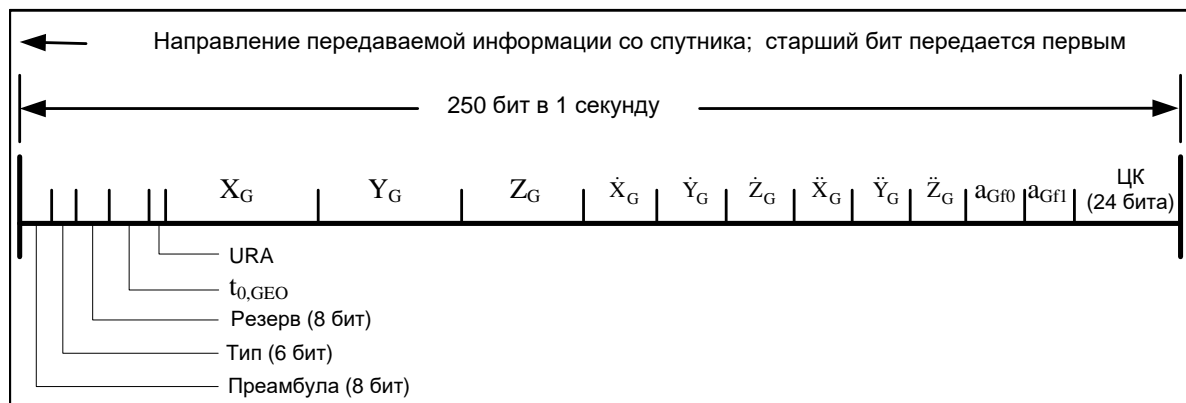 Направление передаваемой информации со спутника; старший бит передается первым
250 бит в 1 секунду
X_G Y_G Z_G Ẋ_G Ẏ_G Ż_G Ẍ_G Ÿ_G Z̈_G a_Gf0 a_Gf1 ЦК
(24 бита)
URA
t_0,GEO
Резерв (8 бит)
Тип (6 бит)
Преамбула (8 бит)